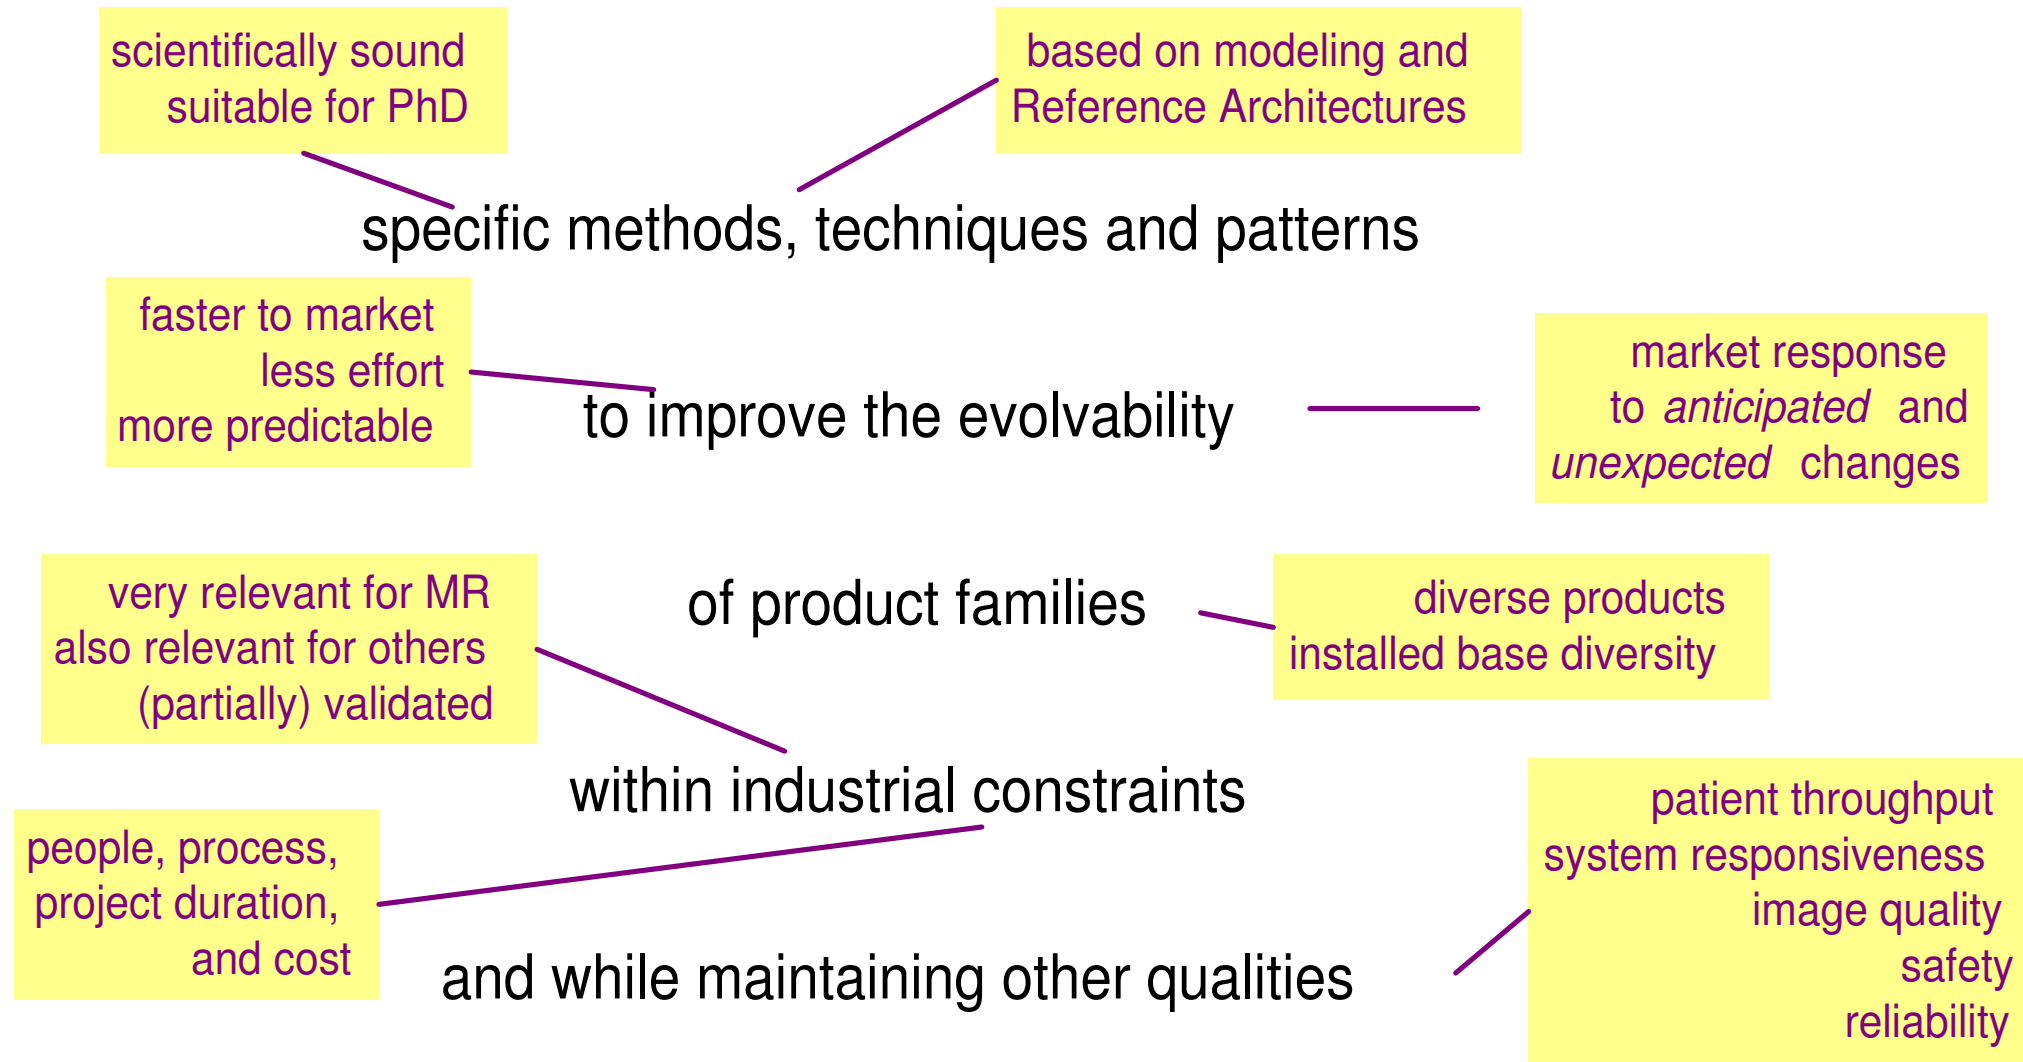 scientifically sound
suitable for PhD
based on modeling and
Reference Architectures
specific methods, techniques and patterns
faster to market
less effort
more predictable
to improve the evolvability
market response
to anticipated and
unexpected changes
very relevant for MR
also relevant for others
(partially) validated
of product families
diverse products
installed base diversity
within industrial constraints
people, process,
project duration,
and cost
and while maintaining other qualities
patient throughput
system responsiveness
image quality
safety
reliability